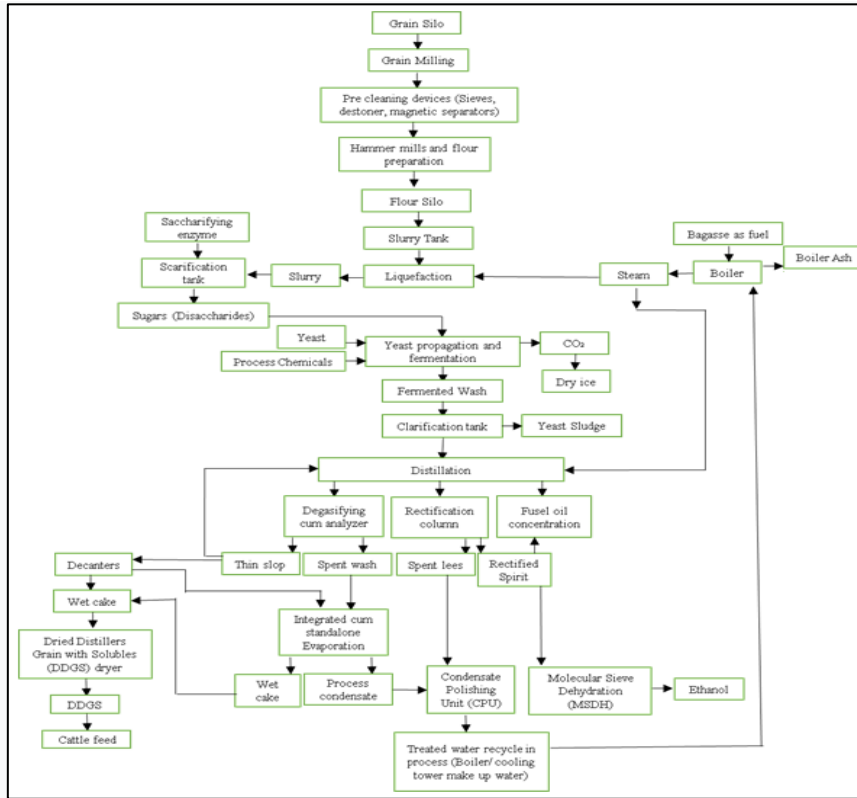 Grain Silo
Grain Milling
Pre cleaning devices (Sieves,
destoner, magnetic separators)
Hammer mills and flour
preparation
Flour Silo
Slurry Tank
Saccharifying
enzyme
Bagasse as fuel
Scarification
tank
Slurry
Liquefaction
Steam
Boiler
Boiler Ash
Sugars (Disaccharides)
Yeast
Process Chemicals
Yeast propagation and
fermentation
CO₂
Dry ice
Fermented Wash
Clarification tank
Yeast Sludge
Distillation
Degasifying
cum analyzer
Rectification
column
Fusel oil
concentration
Decanters
Thin slop
Spent wash
Spent lees
Rectified
Spirit
Wet cake
Integrated cum
standalone
Evaporation
Dried Distillers
Grain with Solubles
(DDGS) dryer
Wet
cake
Process
condensate
Condensate
Polishing
Unit (CPU)
Molecular Sieve
Dehydration
(MSDH)
Ethanol
DDGS
Cattle feed
Treated water recycle in
process (Boiler/ cooling
tower make up water)